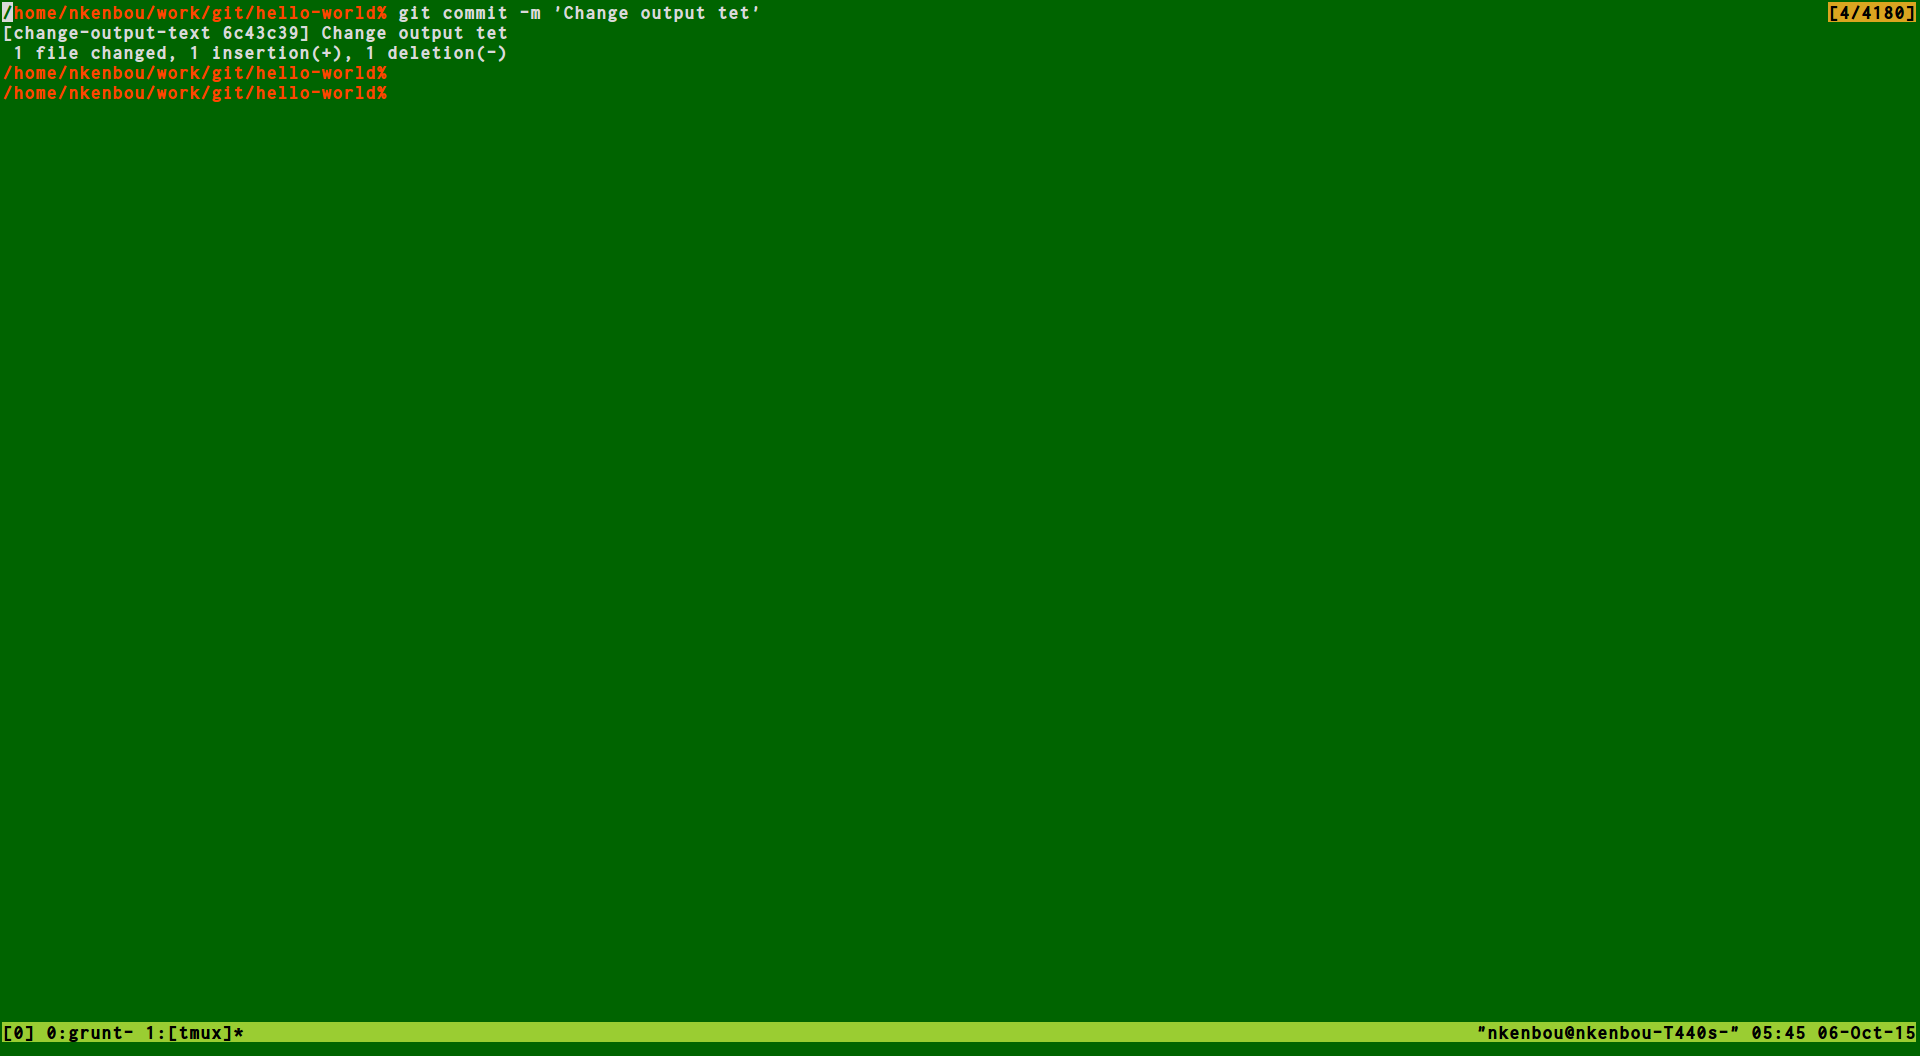 /home/nkenbou/work/git/hello-world% git commit -m 'Change output tet' [4/4180]
[change-output-text 6c43c39] Change output tet
 1 file changed, 1 insertion(+), 1 deletion(-)
/home/nkenbou/work/git/hello-world%
/home/nkenbou/work/git/hello-world%
[0] 0:grunt- 1:[tmux]* "nkenbou@nkenbou-T440s-" 05:45 06-Oct-15